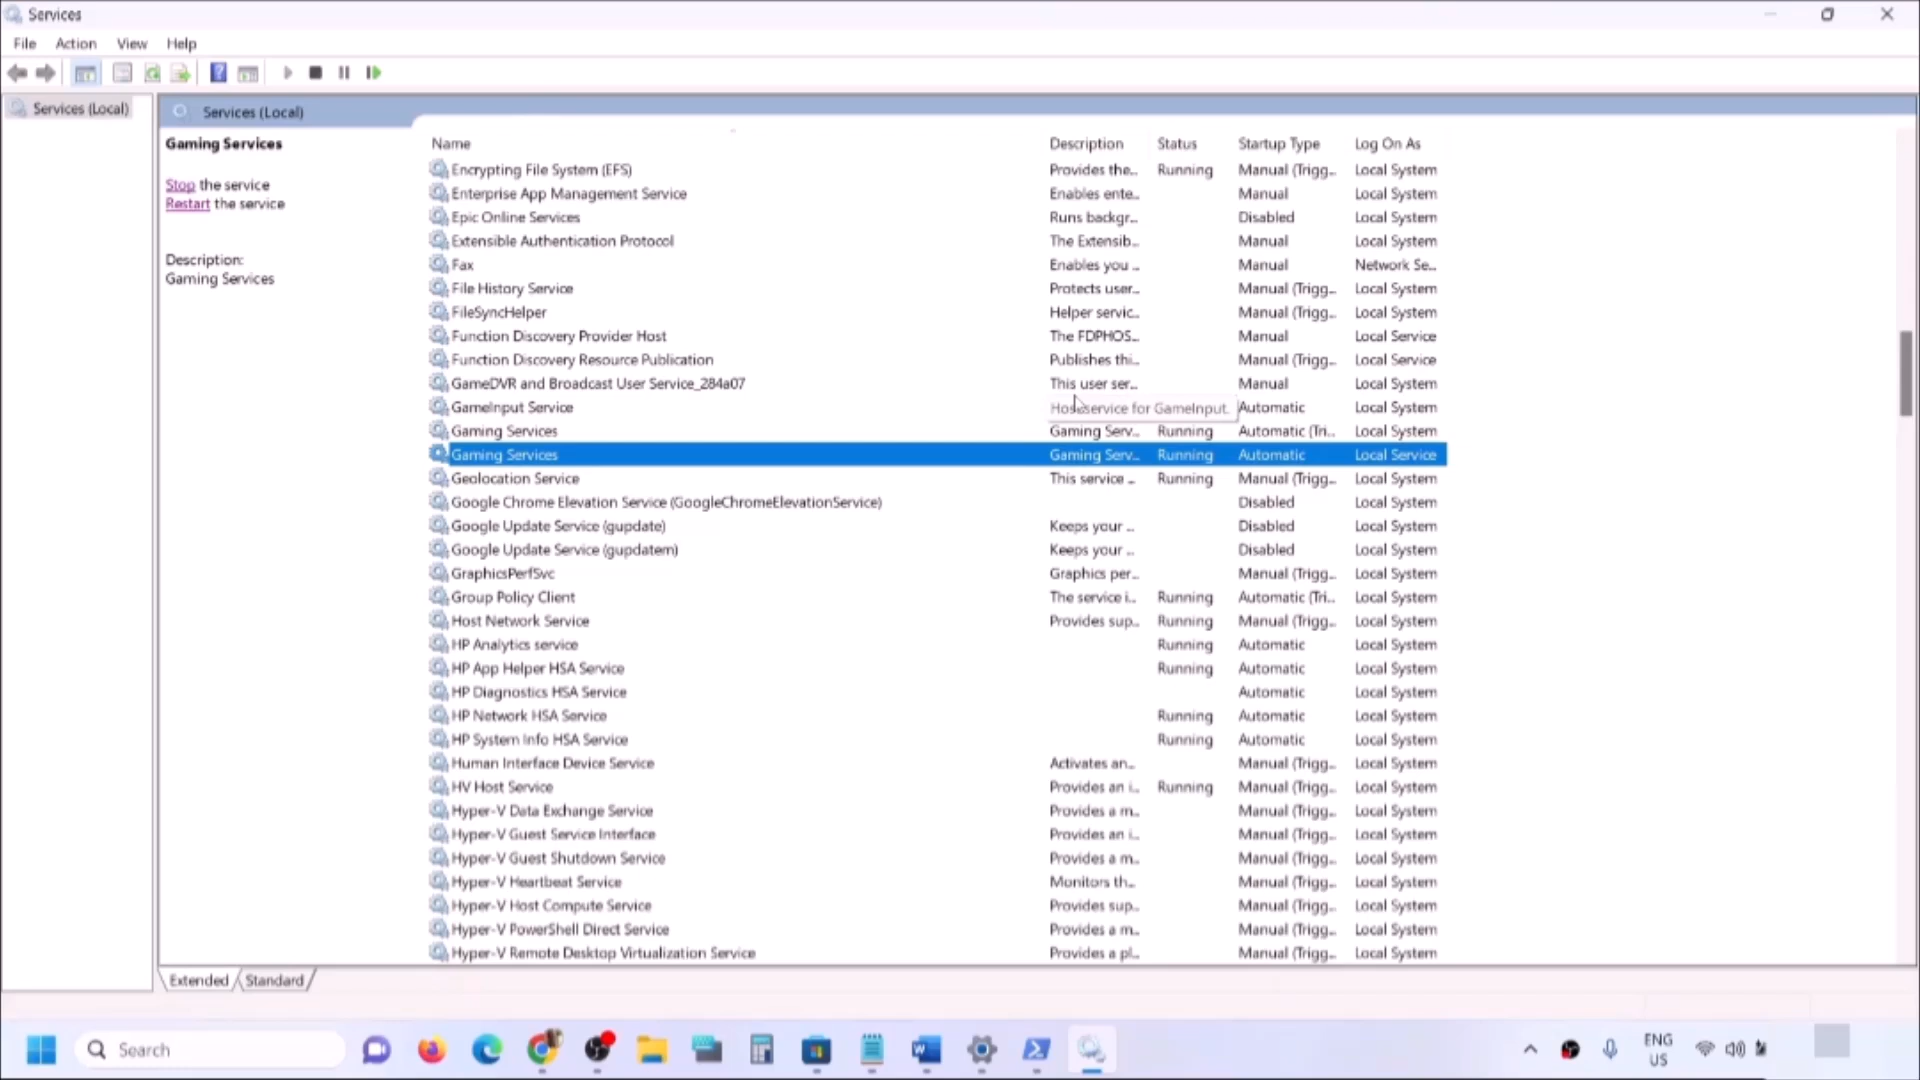 Services
File Action View Help
Services (Local)
Services (Local)
Gaming Services
Stop the service
Restart the service
Description:
Gaming Services
Name Description Status Startup Type Log On As
Encrypting File System (EFS) Provides the... Running Manual (Trigg... Local System
Enterprise App Management Service Enables ente... Manual Local System
Epic Online Services Runs backgr... Disabled Local System
Extensible Authentication Protocol The Extensib... Manual Local System
Fax Enables you ... Manual Network Se...
File History Service Protects user... Manual (Trigg... Local System
FileSyncHelper Helper servic... Manual (Trigg... Local System
Function Discovery Provider Host The FDPHOS... Manual Local Service
Function Discovery Resource Publication Publishes thi... Manual (Trigg... Local Service
GameDVR and Broadcast User Service_284a07 This user ser... Manual Local System
GameInput Service service for GameInput. Automatic Local System
Gaming Services Gaming Serv... Running Automatic (Tri... Local System
Gaming Services Gaming Serv... Running Automatic Local Service
Geolocation Service This service ... Running Manual (Trigg... Local System
Google Chrome Elevation Service (GoogleChromeElevationService) Disabled Local System
Google Update Service (gupdate) Keeps your ... Disabled Local System
Google Update Service (gupdatem) Keeps your ... Disabled Local System
GraphicsPerfSvc Graphics per... Manual (Trigg... Local System
Group Policy Client The service i... Running Automatic (Tri... Local System
Host Network Service Provides sup... Running Manual (Trigg... Local System
HP Analytics service Running Automatic Local System
HP App Helper HSA Service Running Automatic Local System
HP Diagnostics HSA Service Automatic Local System
HP Network HSA Service Running Automatic Local System
HP System Info HSA Service Running Automatic Local System
Human Interface Device Service Activates an... Manual (Trigg... Local System
HV Host Service Provides an i... Running Manual (Trigg... Local System
Hyper-V Data Exchange Service Provides a m... Manual (Trigg... Local System
Hyper-V Guest Service Interface Provides an i... Manual (Trigg... Local System
Hyper-V Guest Shutdown Service Provides a m... Manual (Trigg... Local System
Hyper-V Heartbeat Service Monitors th... Manual (Trigg... Local System
Hyper-V Host Compute Service Provides sup... Manual (Trigg... Local System
Hyper-V PowerShell Direct Service Provides a m... Manual (Trigg... Local System
Hyper-V Remote Desktop Virtualization Service Provides a pl... Manual (Trigg... Local System
Extended Standard
Search
ENG
US